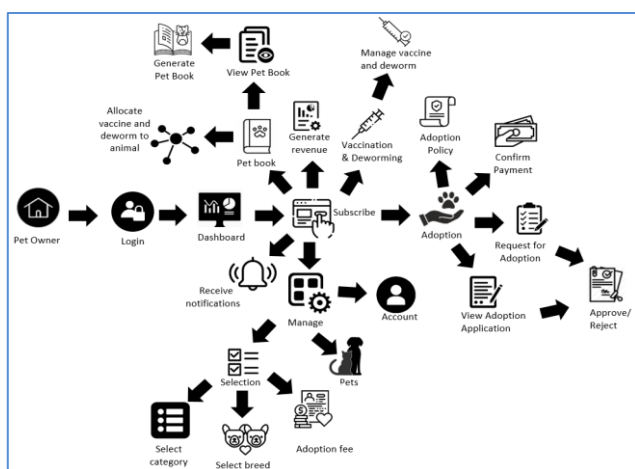 Manage vaccine
and deworm
Generate
Pet Book
View Pet Book
Allocate
vaccine and
deworm to
animal
Pet book
Generate
revenue
Vaccination
& Deworming
Adoption
Policy
Confirm
Payment
Pet Owner
Login
Dashboard
Subscribe
Adoption
Request for
Adoption
Receive
notifications
Manage
Account
View Adoption
Application
Approve/
Reject
Selection
Pets
Select
category
Select breed
Adoption fee